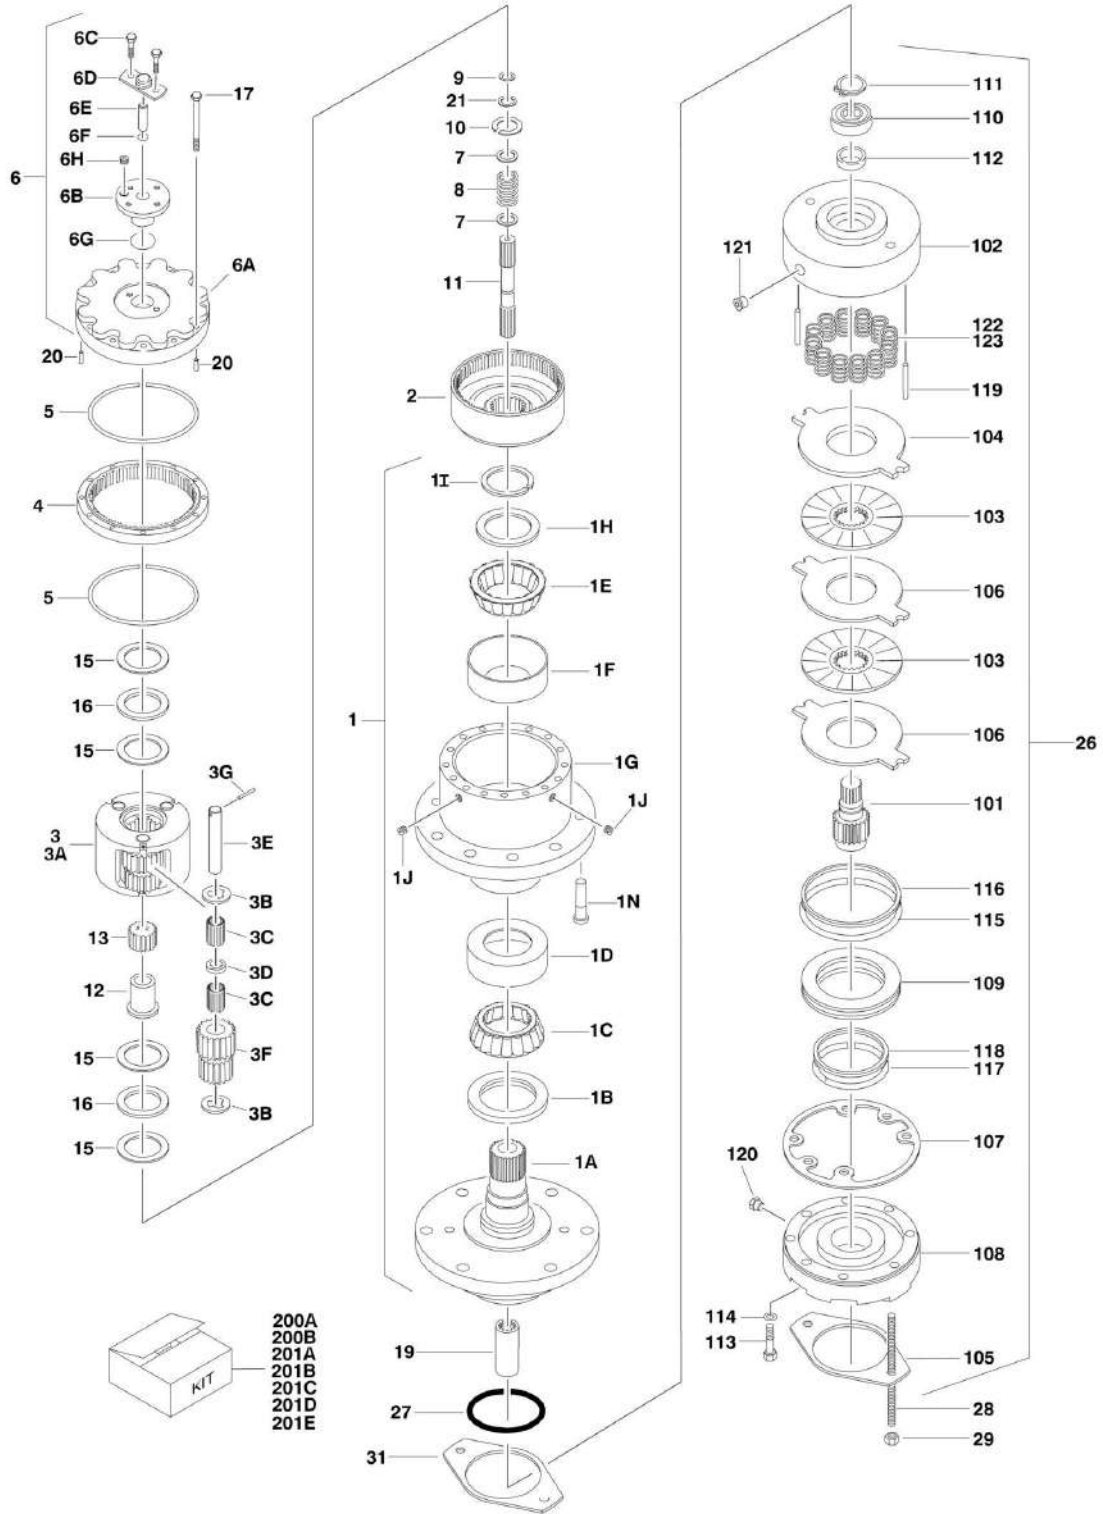 6C
6D
6E
17
6F
6H
6
6B
6G
6A
20
20
5
4
5
15
16
15
3G
3
3A
3E
3B
13
3C
3D
12
3C
3F
15
16
3B
15
200A
200B
201A
201B
201C
201D
201E
KIT
9
21
10
7
8
7
11
2
1I
1H
1E
1F
1
1G
1J
1J
1N
1D
1C
1B
1A
19
27
31
111
110
112
102
121
122
123
119
104
103
106
103
106
26
101
116
115
109
118
117
107
120
108
114
113
105
28
29